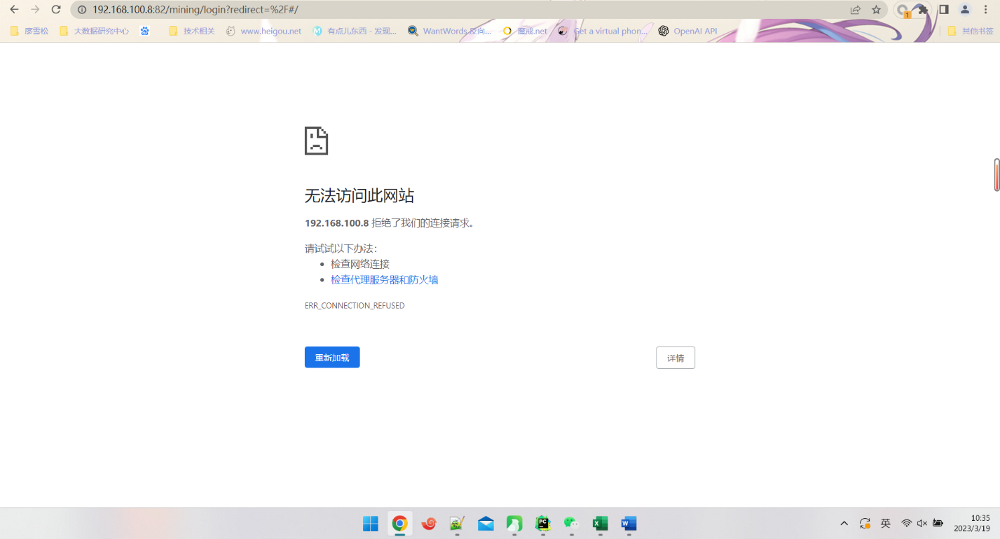 192.168.100.8:82/mining/login?redirect=%2F#/
1
廖雪松
大数据研究中心
技术相关
www.heigou.net
有点儿东西 - 发现...
WantWords 反向...
魔戒.net
Get a virtual phon...
OpenAI API
其他书签
无法访问此网站
192.168.100.8 拒绝了我们的连接请求。
请试试以下办法：
检查网络连接
检查代理服务器和防火墙
ERR_CONNECTION_REFUSED
重新加载
详情
PC
X
W
英
10:35
2023/3/19